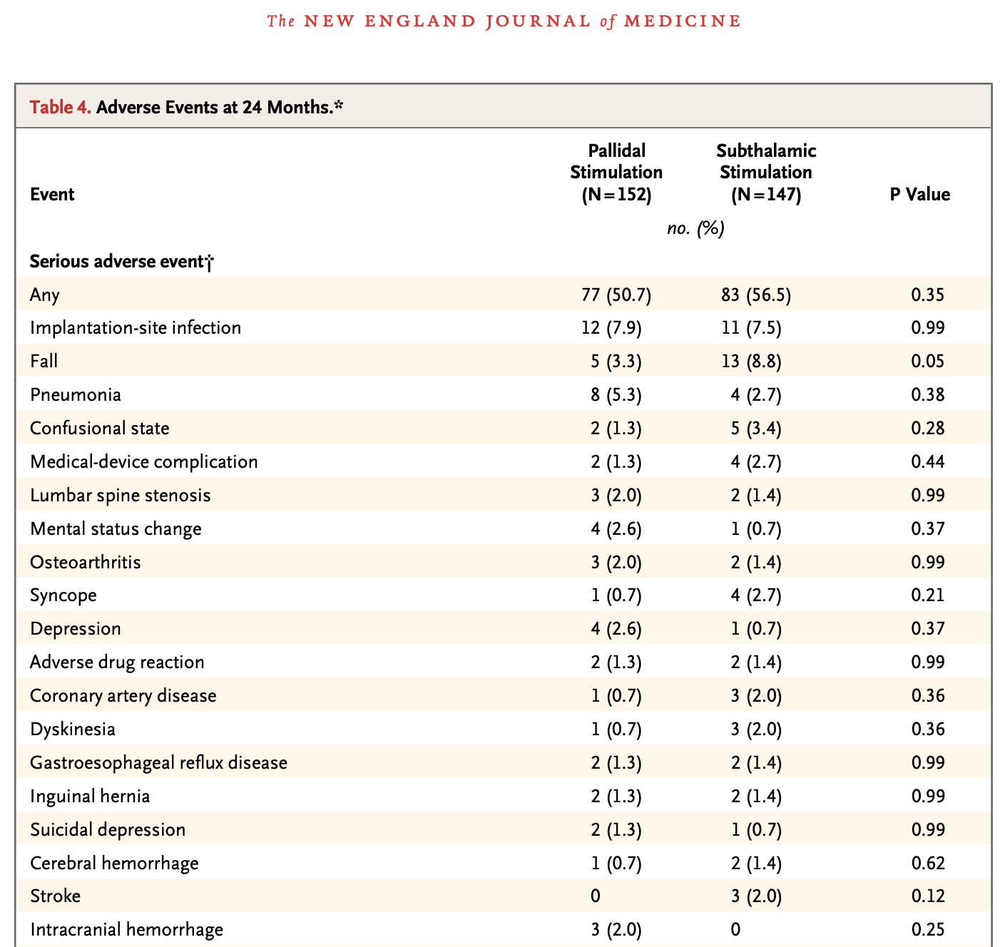 The NEW ENGLAND JOURNAL of MEDICINE
Table 4. Adverse Events at 24 Months.*
Event Pallidal Stimulation (N=152) Subthalamic Stimulation (N=147) P Value
no. (%)
Serious adverse event†
Any 77 (50.7) 83 (56.5) 0.35
Implantation-site infection 12 (7.9) 11 (7.5) 0.99
Fall 5 (3.3) 13 (8.8) 0.05
Pneumonia 8 (5.3) 4 (2.7) 0.38
Confusional state 2 (1.3) 5 (3.4) 0.28
Medical-device complication 2 (1.3) 4 (2.7) 0.44
Lumbar spine stenosis 3 (2.0) 2 (1.4) 0.99
Mental status change 4 (2.6) 1 (0.7) 0.37
Osteoarthritis 3 (2.0) 2 (1.4) 0.99
Syncope 1 (0.7) 4 (2.7) 0.21
Depression 4 (2.6) 1 (0.7) 0.37
Adverse drug reaction 2 (1.3) 2 (1.4) 0.99
Coronary artery disease 1 (0.7) 3 (2.0) 0.36
Dyskinesia 1 (0.7) 3 (2.0) 0.36
Gastroesophageal reflux disease 2 (1.3) 2 (1.4) 0.99
Inguinal hernia 2 (1.3) 2 (1.4) 0.99
Suicidal depression 2 (1.3) 1 (0.7) 0.99
Cerebral hemorrhage 1 (0.7) 2 (1.4) 0.62
Stroke 0 3 (2.0) 0.12
Intracranial hemorrhage 3 (2.0) 0 0.25